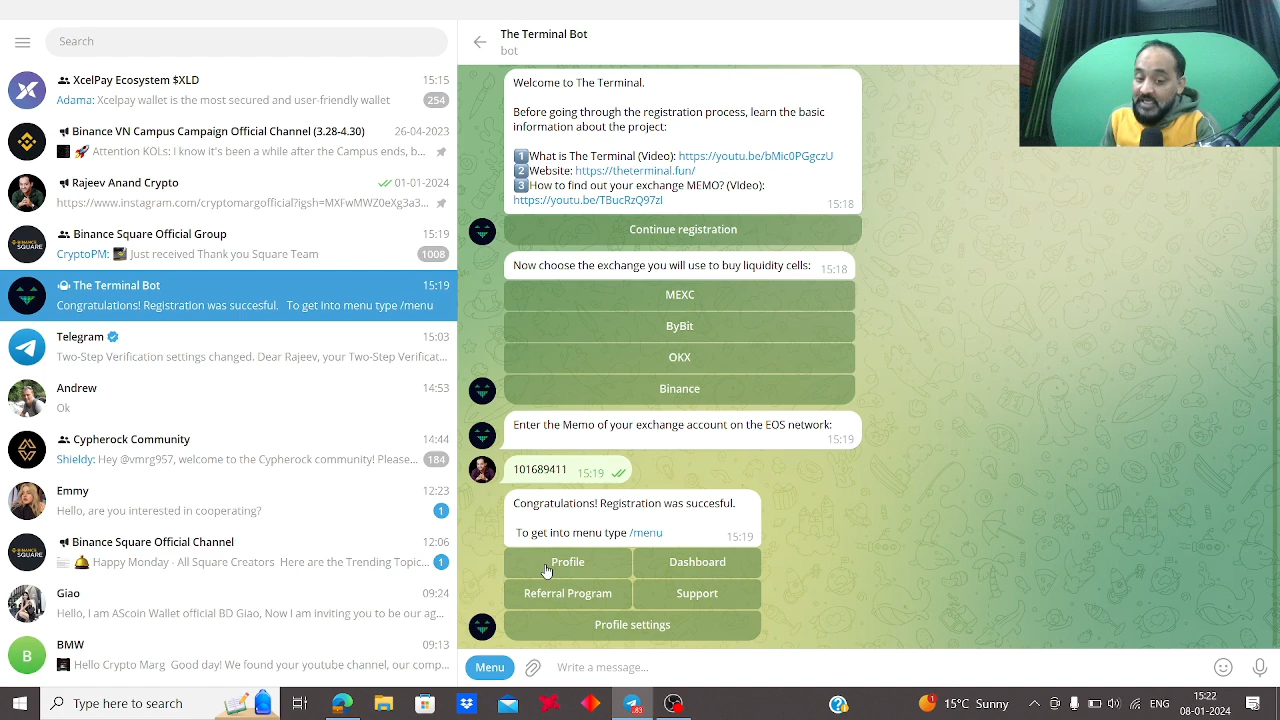 Search
XcelPay Ecosystem $XLD
15:15
Adama: Xcelpay wallet is the most secured and user-friendly wallet
254
Binance VN Campus Campaign Official Channel (3.28-4.30)
26-04-2023
Attention KOLs: I know it's been a while after the Campus ends, b...
Rajeev Anand Crypto
01-01-2024
https://www.instagram.com/cryptomargofficial?igsh=MXFwMWZ0eXg3a3...
Binance Square Official Group
15:19
CryptoPM: Just received Thank you Square Team
1008
The Terminal Bot
15:19
Congratulations! Registration was succesful. To get into menu type /menu
Telegram
15:03
Two-Step Verification settings changed. Dear Rajeev, your Two-Step Verificat...
Andrew
14:53
Ok
Cypherock Community
14:44
Shieldy: Hey @vmrg957, welcome to the Cypherock community! Please...
184
Emmy
12:23
Hello, are you interested in cooperating?
1
Binance Square Official Channel
12:06
Happy Monday - All Square Creators Here are the Trending Topic...
1
Giao
09:24
Hello, I am AScoin Wallet official BD Giao, Now I am inviting you to be our ag...
B
BMW
09:13
Hello Crypto Marg Good day! We found your youtube channel, our comp...
The Terminal Bot
bot
Welcome to The Terminal.
Before going through the registration process, learn the basic
information about the project:
1 What is The Terminal (Video): https://youtu.be/bMic0PGgczU
2 Website: https://theterminal.fun/
3 How to find out your exchange MEMO? (Video):
https://youtu.be/TBucRzQ97zI
15:18
Continue registration
Now choose the exchange you will use to buy liquidity cells:
15:18
MEXC
ByBit
OKX
Binance
Enter the Memo of your exchange account on the EOS network:
15:19
101689411
15:19
Congratulations! Registration was succesful.
To get into menu type /menu
15:19
Profile
Dashboard
Referral Program
Support
Profile settings
Menu
Write a message...
Type here to search
15°C Sunny
15:22
08-01-2024